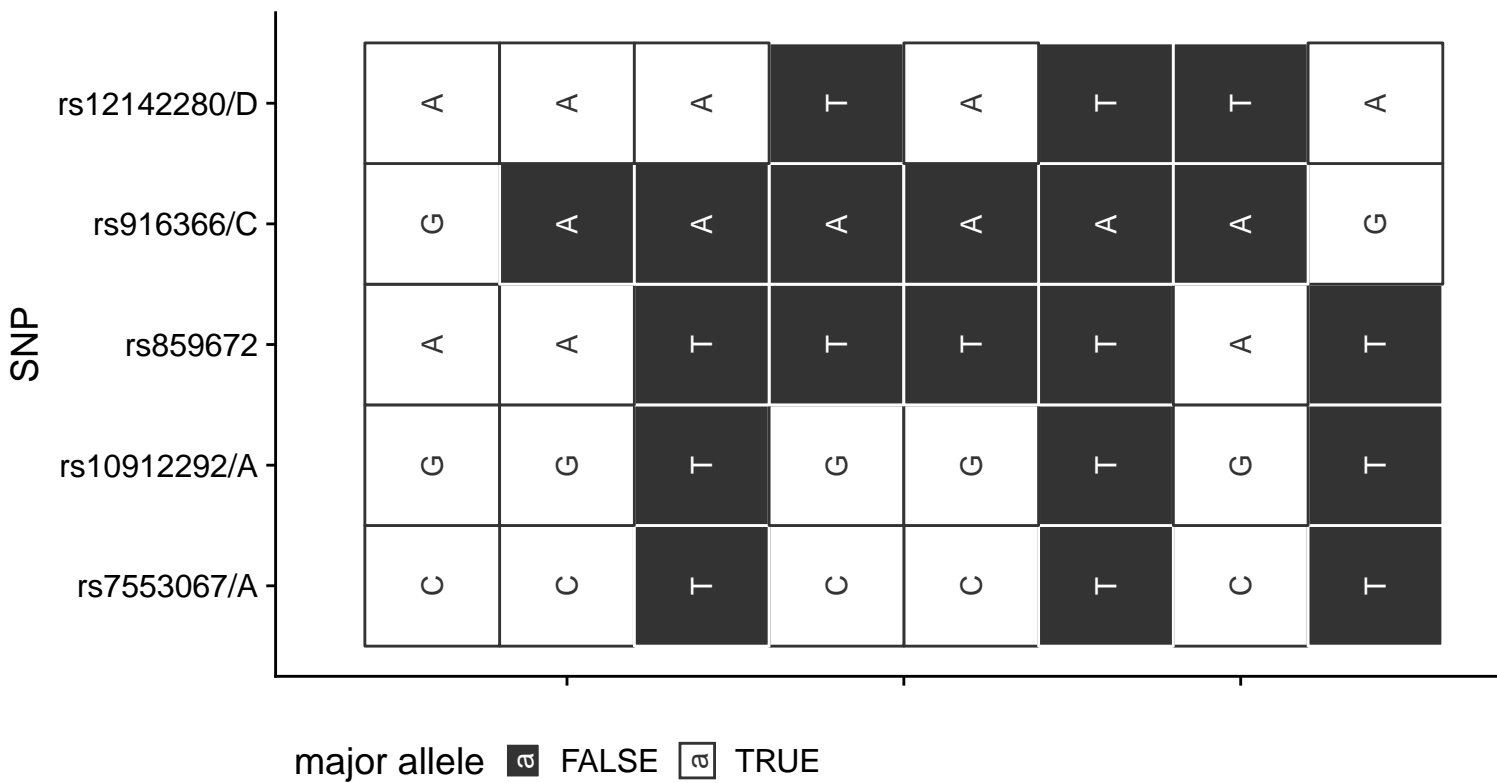 SNP
rs12142280/D A A A T A T T A
rs916366/C G A A A A A A G
rs859672 A A T T T T A T
rs10912292/A G G T G G T G T
rs7553067/A C C T C C T C T
major allele a FALSE a TRUE